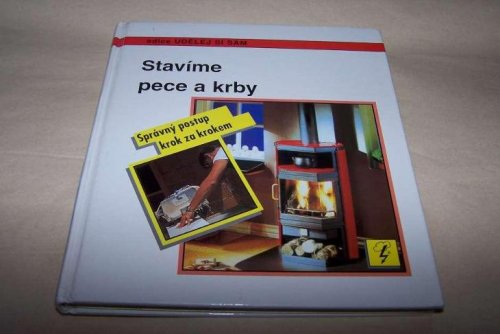 edice UDĚLEJ SI SÁM
Stavíme
pece a krby
Správný postup
krok za krokem